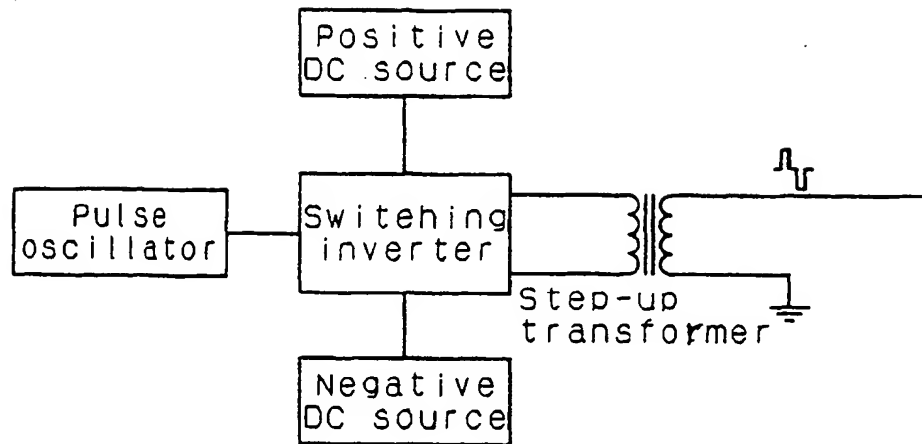 Positive
DC source
Pulse
oscillator
Switehing
inverter
Step-up
transformer
Negative
DC source